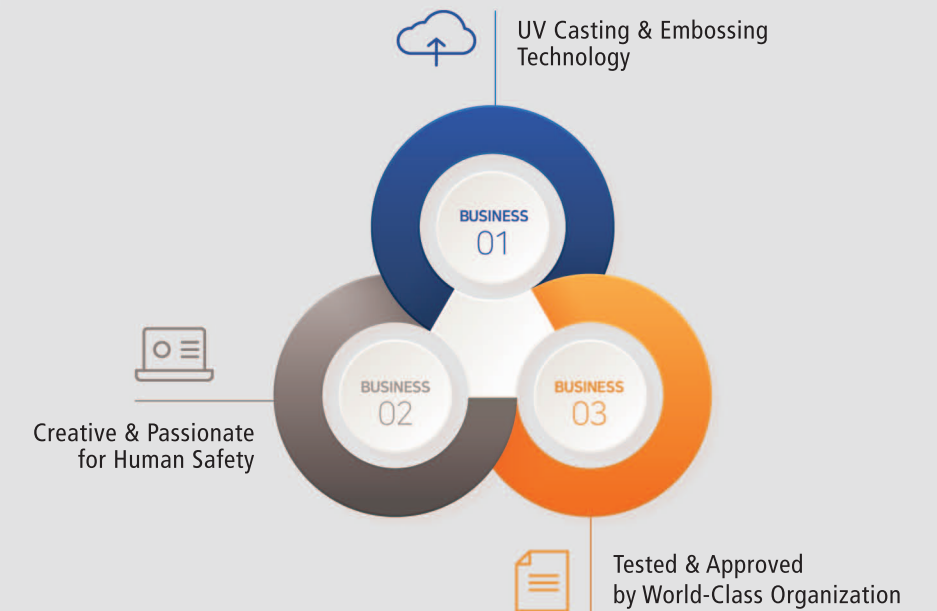 UV Casting & Embossing
Technology
BUSINESS
01
BUSINESS
02
BUSINESS
03
Creative & Passionate
for Human Safety
Tested & Approved
by World-Class Organization